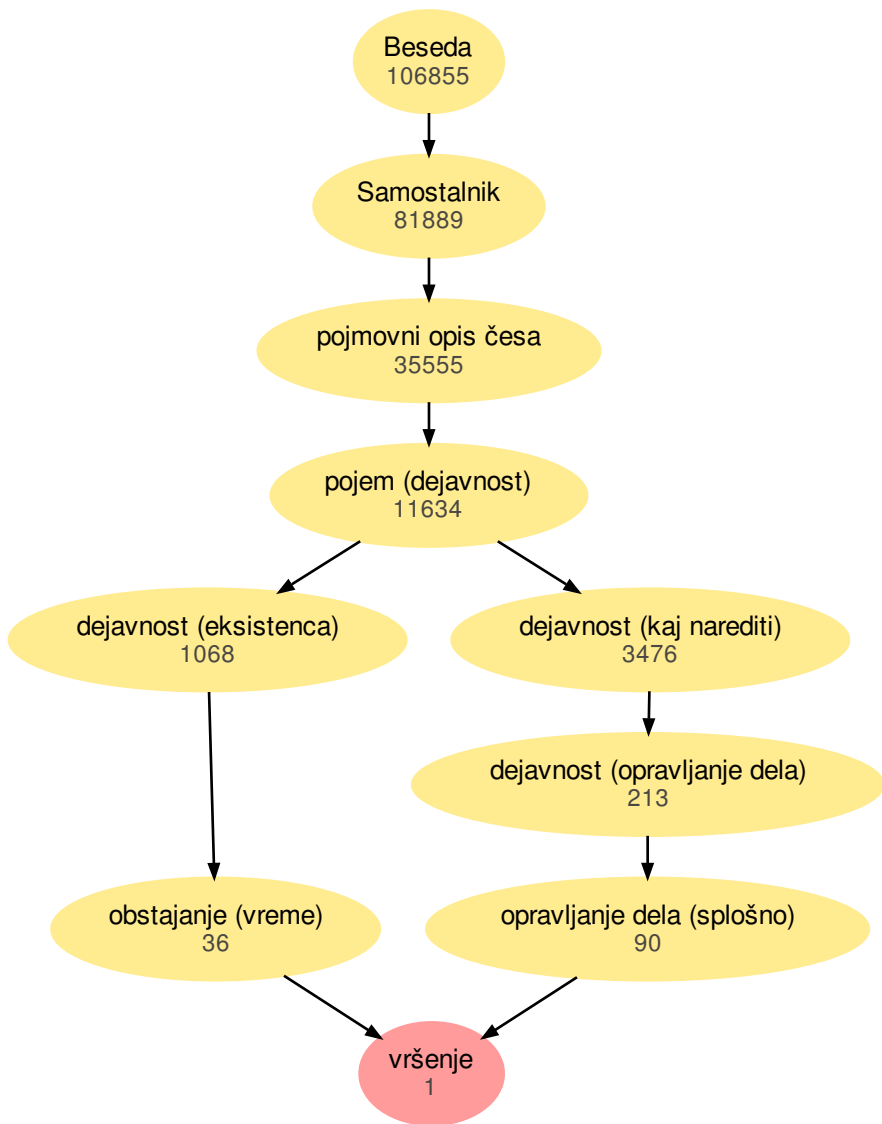 Beseda
106855
Samostalnik
81889
pojmovni opis česa
35555
pojem (dejavnost)
11634
dejavnost (eksistenca)
1068
dejavnost (kaj narediti)
3476
dejavnost (opravljanje dela)
213
obstajanje (vreme)
36
opravljanje dela (splošno)
90
vršenje
1